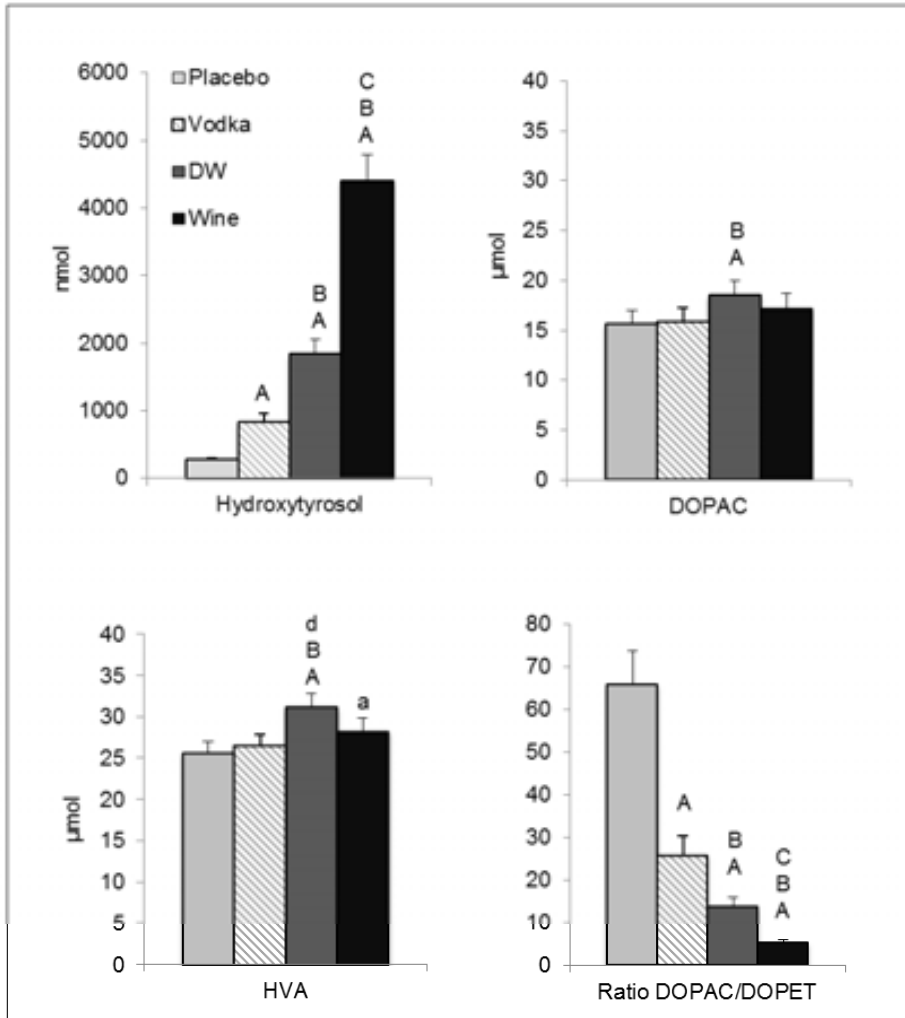 6000
5000
4000
3000
2000
1000
0
nmol
Placebo
Vodka
DW
Wine
A
B
A
C
B
A
Hydroxytyrosol
40
35
30
25
20
15
10
5
0
µmol
B
A
DOPAC
40
35
30
25
20
15
10
5
0
µmol
d
B
A
a
HVA
80
70
60
50
40
30
20
10
0
A
B
A
C
B
A
Ratio DOPAC/DOPET